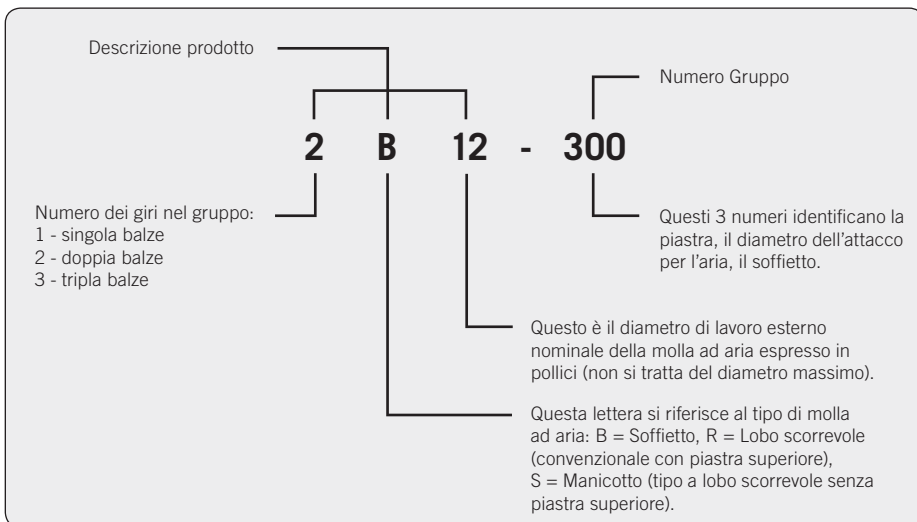 Descrizione prodotto
Numero Gruppo
2 B 12 - 300
Numero dei giri nel gruppo:
1 - singola balze
2 - doppia balze
3 - tripla balze
Questi 3 numeri identificano la
piastra, il diametro dell'attacco
per l'aria, il soffietto.
Questo è il diametro di lavoro esterno
nominale della molla ad aria espresso in
pollici (non si tratta del diametro massimo).
Questa lettera si riferisce al tipo di molla
ad aria: B = Soffietto, R = Lobo scorrevole
(convenzionale con piastra superiore),
S = Manicotto (tipo a lobo scorrevole senza
piastra superiore).